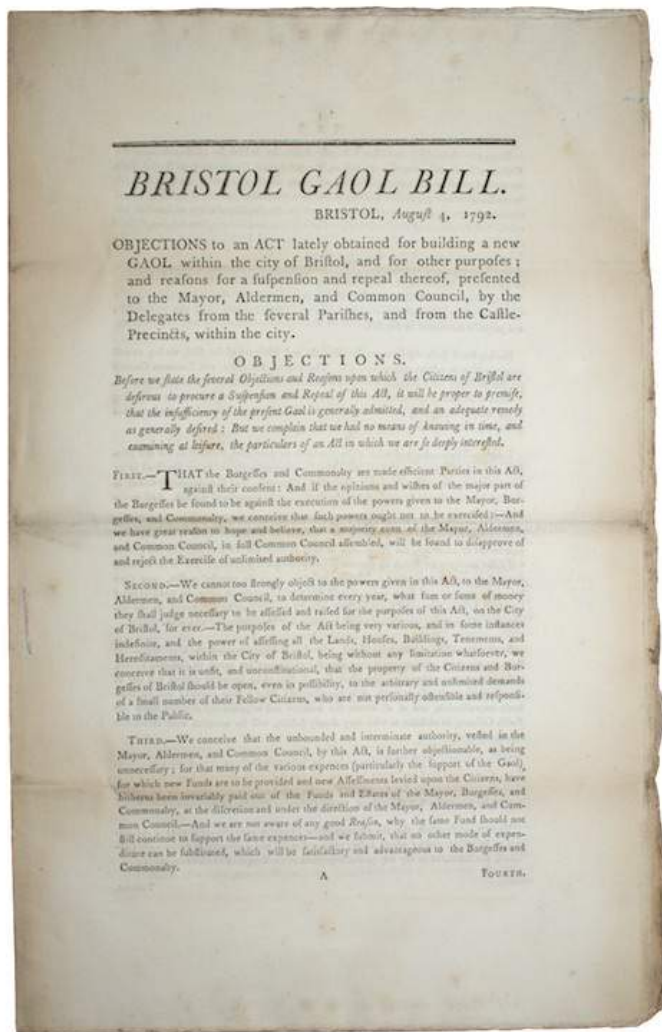 BRISTOL GAOL BILL.
BRISTOL, Auguſt 4, 1792.
OBJECTIONS to an ACT lately obtained for building a new
GAOL within the city of Briſtol, and for other purpoſes;
and reaſons for a ſuſpenſion and repeal thereof, preſented
to the Mayor, Aldermen, and Common Council, by the
Delegates from the ſeveral Pariſhes, and from the Caſtle-
Precincts, within the city.
OBJECTIONS.
Before we ſtate the ſeveral Objections and Reaſons upon which the Citizens of Briſtol are
deſirous to procure a Suſpenſion and Repeal of this Act, it will be proper to premiſe,
that the inſufficiency of the preſent Gaol is generally admitted, and an adequate remedy
as generally deſired: But we complain that we had no means of knowing in time, and
examining at leiſure, the particulars of an Act in which we are ſo deeply intereſted.
FIRST.—THAT the Burgeſſes and Commonalty are made efficient Parties in this Act,
againſt their conſent: And if the opinions and wiſhes of the major part of
the Burgeſſes be found to be againſt the execution of the powers given to the Mayor, Bur-
geſſes, and Commonalty, we conceive that ſuch powers ought not to be exerciſed:—And
we have great reaſon to hope and believe, that a majority even of the Mayor, Aldermen,
and Common Council, in full Common Council aſſembled, will be found to diſapprove of
and reject the Exerciſe of unlimited authority.
SECOND.—We cannot too ſtrongly object to the powers given in this Act, to the Mayor,
Aldermen, and Common Council, to determine every year, what ſum or ſums of money
they ſhall judge neceſſary to be aſſeſſed and raiſed for the purpoſes of this Act, on the City
of Briſtol, for ever.—The purpoſes of the Act being very various, and in ſome inſtances
indefinite, and the power of aſſeſſing all the Lands, Houſes, Buildings, Tenements, and
Hereditaments, within the City of Briſtol, being without any limitation whatſoever, we
conceive that it is unfit, and unconſtitutional, that the property of the Citizens and Bur-
geſſes of Briſtol ſhould be open, even in poſſibility, to the arbitrary and unlimited demands
of a ſmall number of their Fellow Citizens, who are not perſonally oſtenſible and reſponſi-
ble to the Public.
THIRD.—We conceive that the unbounded and interminate authority, veſted in the
Mayor, Aldermen, and Common Council, by this Act, is farther objectionable, as being
unneceſſary; for that many of the various expences (particularly the ſupport of the Gaol)
for which new Funds are to be provided and new Aſſeſſments levied upon the Citizens, have
hitherto been invariably paid out of the Funds and Eſtates of the Mayor, Burgeſſes, and
Commonalty, at the diſcretion and under the direction of the Mayor, Aldermen, and Com-
mon Council.—And we are not aware of any good Reaſon, why the ſame Fund ſhould not
ſtill continue to ſupport the ſame expences—and we ſubmit, that no other mode of expen-
diture can be ſubſtituted, which will be ſatisfactory and advantageous to the Burgeſſes and
Commonalty.
A
FOURTH.